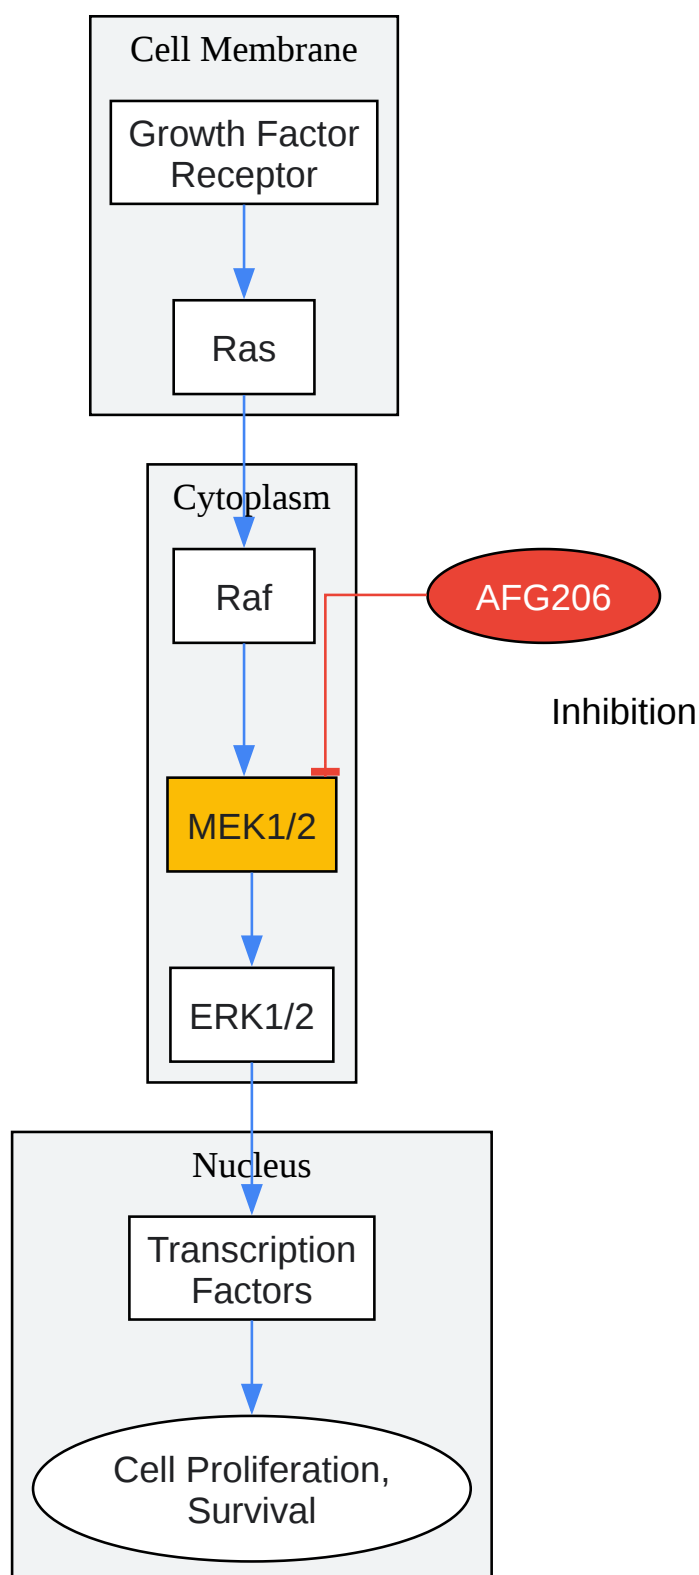 Cell Membrane
Growth Factor
Receptor
Ras
Cytoplasm
Raf
AFG206
Inhibition
MEK1/2
ERK1/2
Nucleus
Transcription
Factors
Cell Proliferation,
Survival